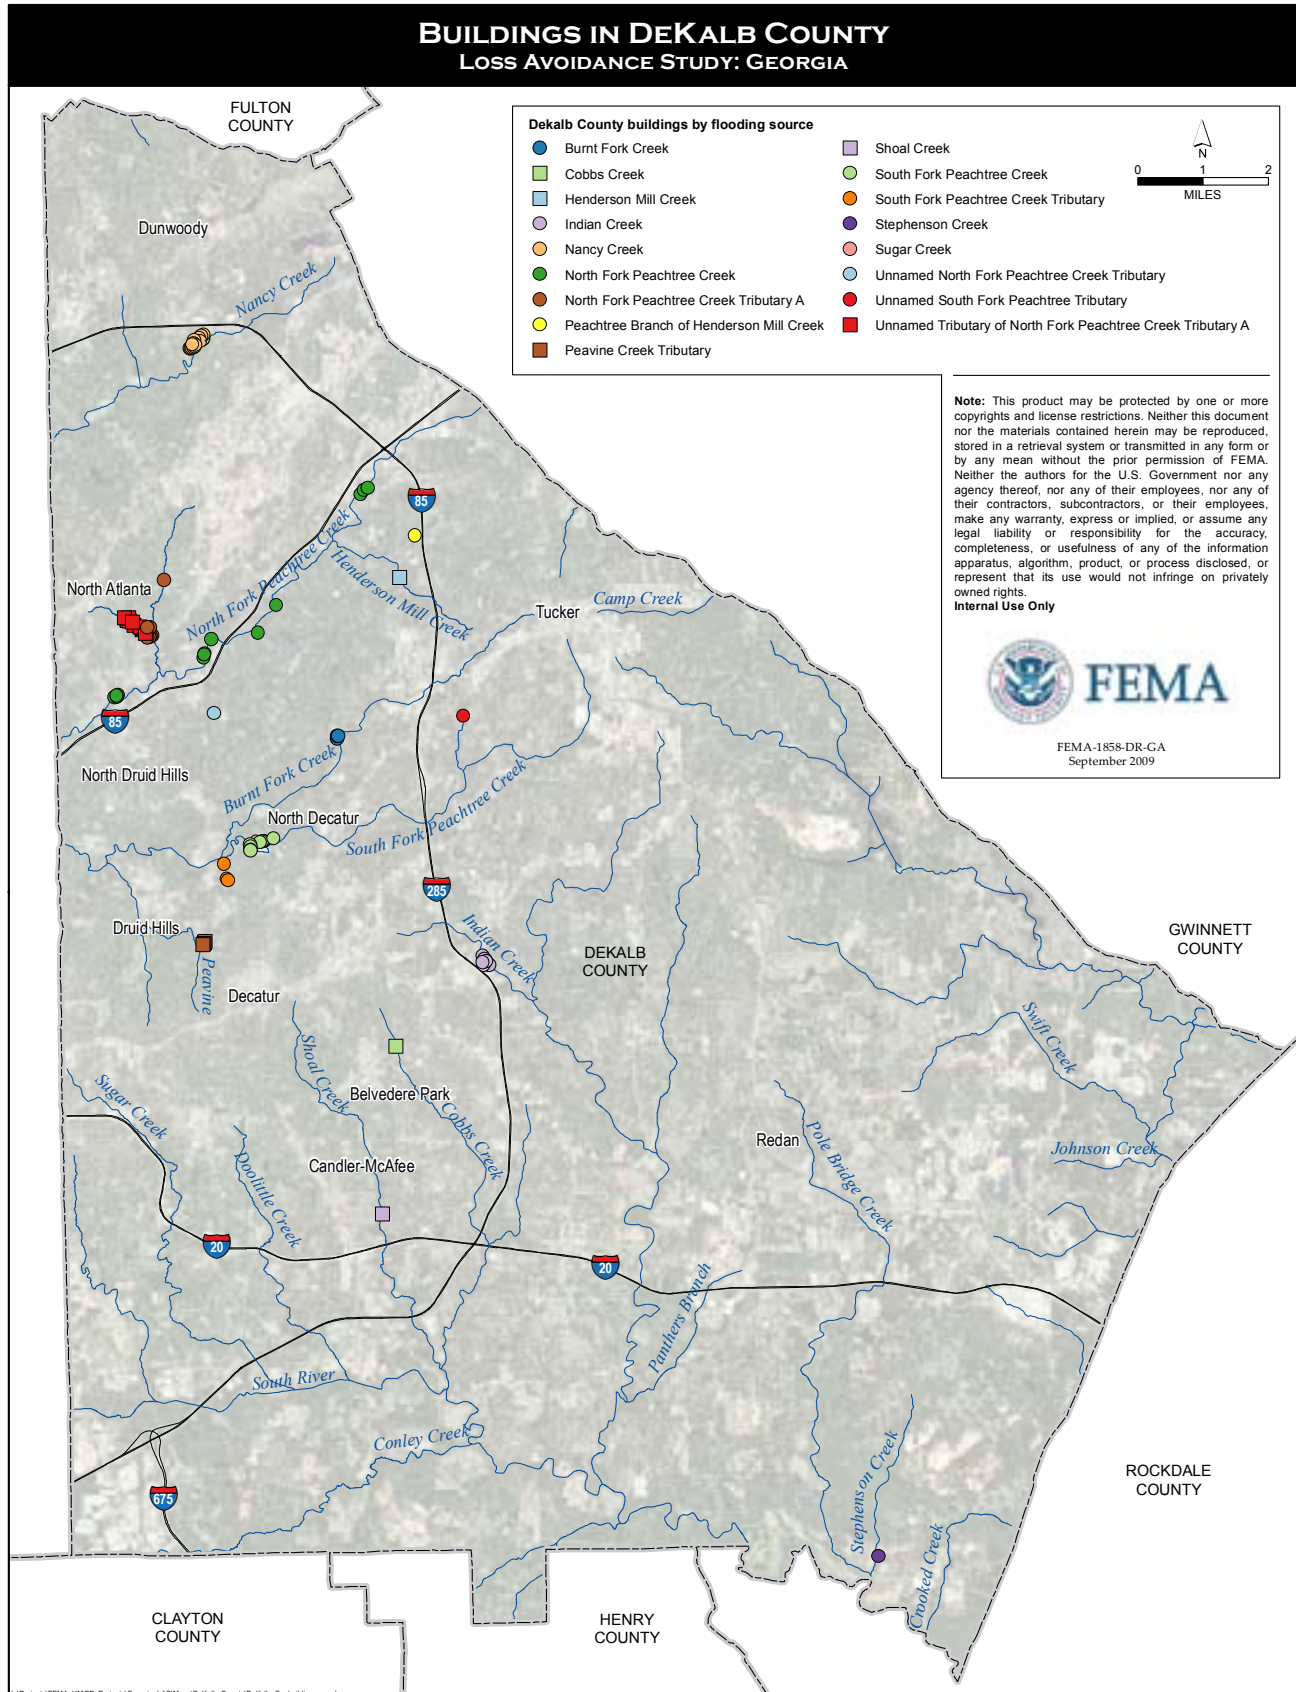 BUILDINGS IN DEKALB COUNTY
LOSS AVOIDANCE STUDY: GEORGIA
FULTON
COUNTY
Dekalb County buildings by flooding source
Burnt Fork Creek
Cobbs Creek
Henderson Mill Creek
Indian Creek
Nancy Creek
North Fork Peachtree Creek
North Fork Peachtree Creek Tributary A
Peachtree Branch of Henderson Mill Creek
Peavine Creek Tributary
Shoal Creek
South Fork Peachtree Creek
South Fork Peachtree Creek Tributary
Stephenson Creek
Sugar Creek
Unnamed North Fork Peachtree Creek Tributary
Unnamed South Fork Peachtree Tributary
Unnamed Tributary of North Fork Peachtree Creek Tributary A
N
0 1 2
MILES
Note: This product may be protected by one or more
copyrights and license restrictions. Neither this document
nor the materials contained herein may be reproduced,
stored in a retrieval system or transmitted in any form or
by any mean without the prior permission of FEMA.
Neither the authors for the U.S. Government nor any
agency thereof, nor any of their employees, nor any of
their contractors, subcontractors, or their employees,
make any warranty, express or implied, or assume any
legal liability or responsibility for the accuracy,
completeness, or usefulness of any of the information
apparatus, algorithm, product, or process disclosed, or
represent that its use would not infringe on privately
owned rights.
Internal Use Only
FEMA
FEMA-1858-DR-GA
September 2009
Dunwoody
Nancy Creek
85
North Fork Peachtree Creek
Henderson Mill Creek
North Atlanta
Tucker
Camp Creek
85
North Druid Hills
Burnt Fork Creek
North Decatur
South Fork Peachtree Creek
285
Druid Hills
Indian Creek
DEKALB
COUNTY
GWINNETT
COUNTY
Peavine
Decatur
Swift Creek
Shoal Creek
Sugar Creek
Belvedere Park
Cobbs Creek
Redan
Pole Bridge Creek
Johnson Creek
Doolittle Creek
Candler-McAfee
20
20
Panthers Branch
South River
Conley Creek
Stephenson Creek
ROCKDALE
COUNTY
675
Crooked Creek
CLAYTON
COUNTY
HENRY
COUNTY